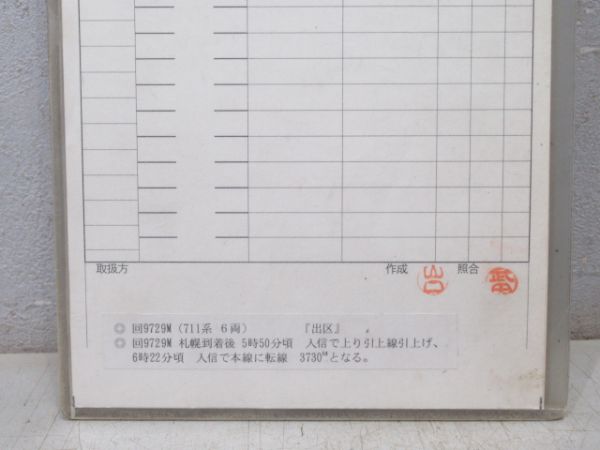 取扱方 作成 照合
◎ 回9729M(711系 6両) 『出区』
◎ 回9729M 札幌到着後 5時50分頃 入信で上り引上線引上げ、
6時22分頃 入信で本線に転線 3730Mとなる。